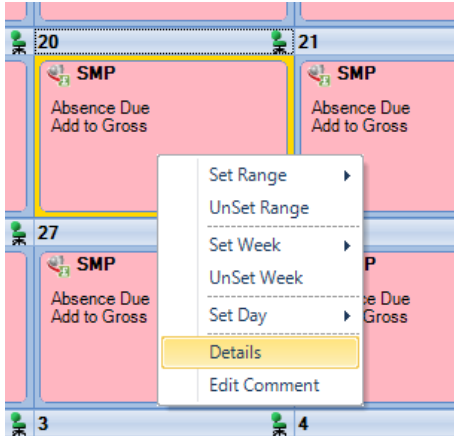 20
21
SMP
SMP
Absence Due
Add to Gross
Absence Due
Add to Gross
Set Range
UnSet Range
Set Week
UnSet Week
Set Day
Details
Edit Comment
27
SMP
P
Absence Due
Add to Gross
e Due
Gross
3
4